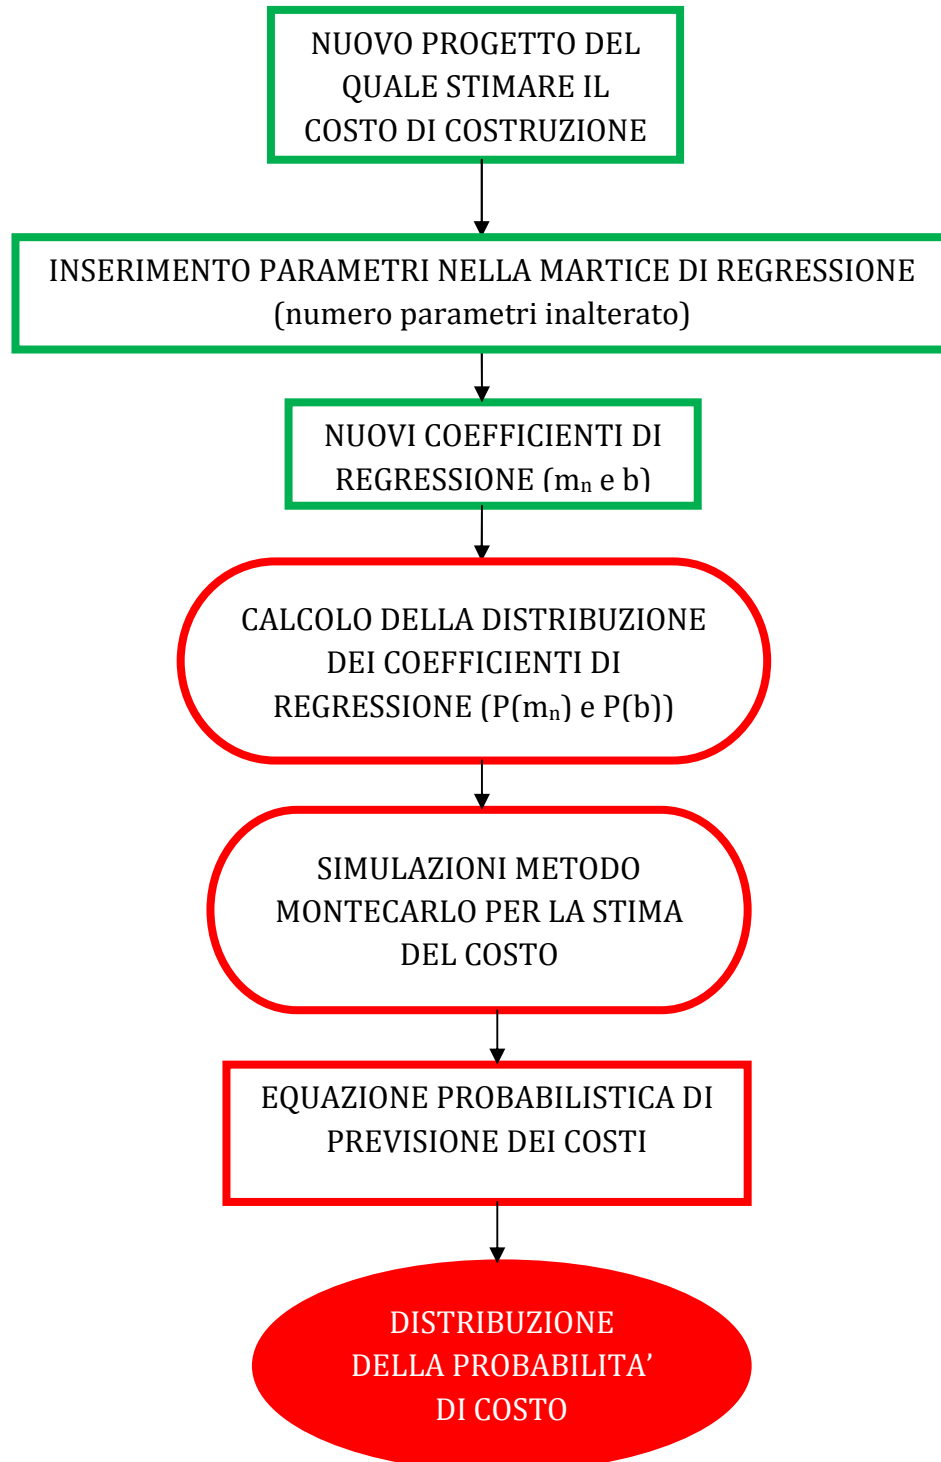 NUOVO PROGETTO DEL
QUALE STIMARE IL
COSTO DI COSTRUZIONE
INSERIMENTO PARAMETRI NELLA MARTICE DI REGRESSIONE
(numero parametri inalterato)
NUOVI COEFFICIENTI DI
REGRESSIONE (mₙ e b)
CALCOLO DELLA DISTRIBUZIONE
DEI COEFFICIENTI DI
REGRESSIONE (P(mₙ) e P(b))
SIMULAZIONI METODO
MONTECARLO PER LA STIMA
DEL COSTO
EQUAZIONE PROBABILISTICA DI
PREVISIONE DEI COSTI
DISTRIBUZIONE
DELLA PROBABILITA’
DI COSTO